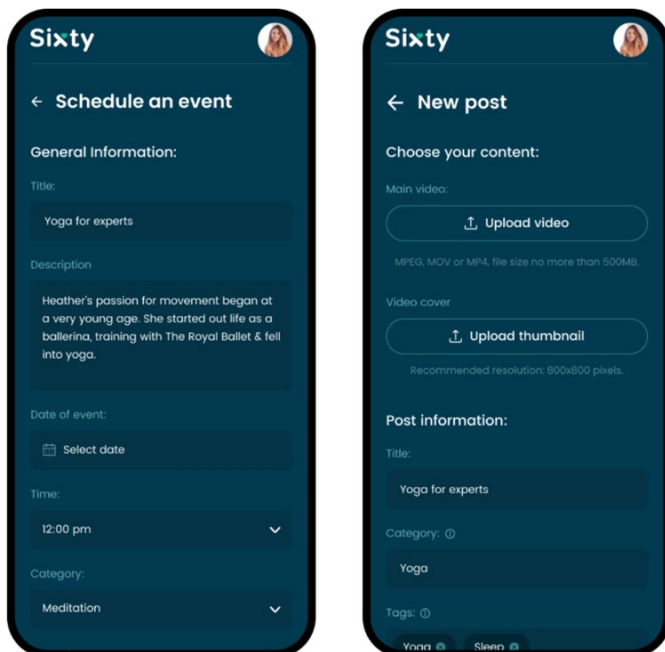 Sixty
← Schedule an event
General Information:
Title:
Yoga for experts
Description
Heather's passion for movement began at
a very young age. She started out life as a
ballerina, training with The Royal Ballet & fell
into yoga.
Date of event:
Select date
Time:
12:00 pm
Category:
Meditation
Sixty
← New post
Choose your content:
Main video:
Upload video
MPEG, MOV or MP4, file size no more than 500MB.
Video cover
Upload thumbnail
Recommended resolution: 800x800 pixels.
Post information:
Title:
Yoga for experts
Category:
Yoga
Tags:
Yoga Sleep